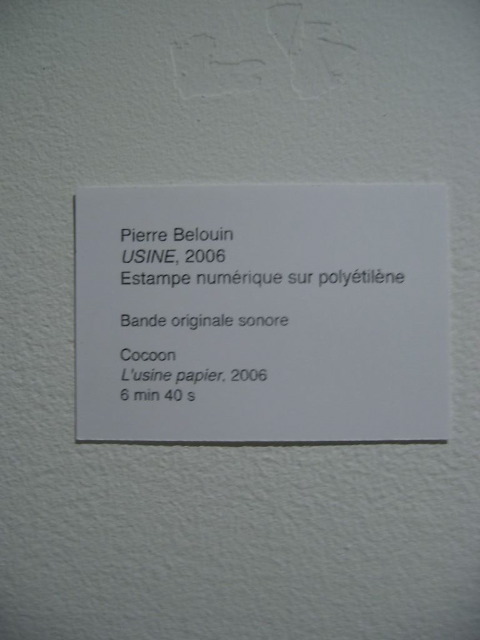 Pierre Belouin
USINE, 2006
Estampe numérique sur polyétilène
Bande originale sonore
Cocoon
L'usine papier, 2006
6 min 40 s